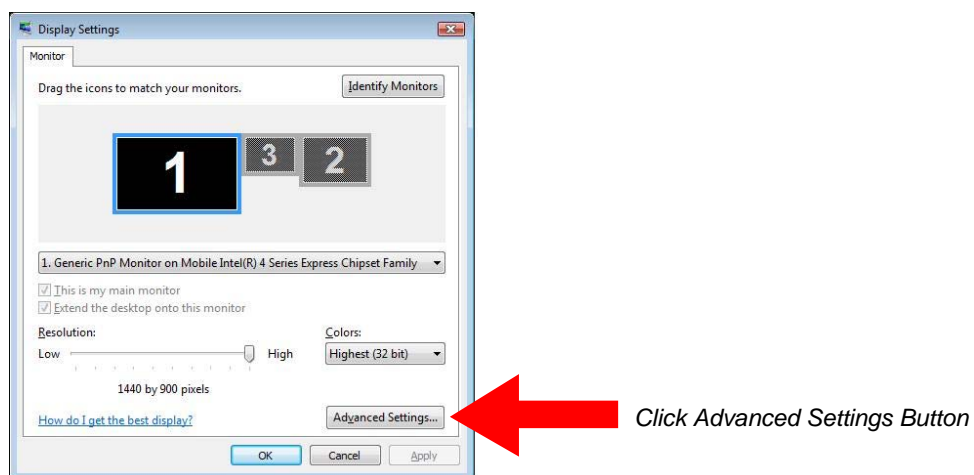 Display Settings
Monitor
Drag the icons to match your monitors.
Identify Monitors
1
3
2
1. Generic PnP Monitor on Mobile Intel(R) 4 Series Express Chipset Family
This is my main monitor
Extend the desktop onto this monitor
Resolution:
Colors:
Low
High
Highest (32 bit)
1440 by 900 pixels
How do I get the best display?
Advanced Settings...
Click Advanced Settings Button
OK
Cancel
Apply